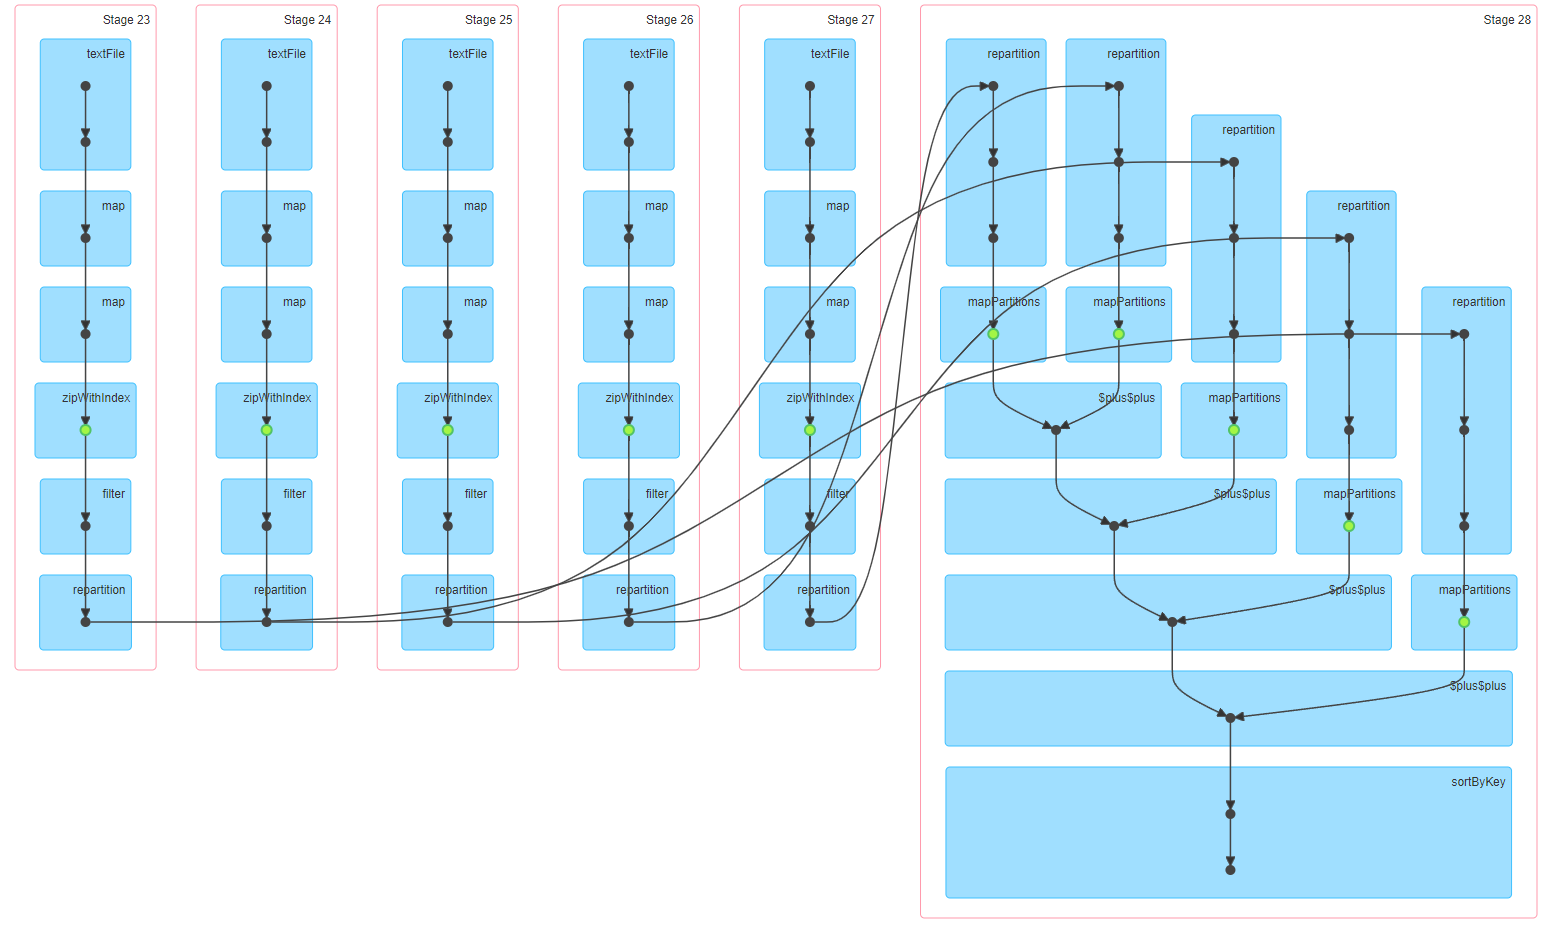 Stage 23
textFile
map
map
zipWithIndex
filter
repartition
Stage 24
textFile
map
map
zipWithIndex
filter
repartition
Stage 25
textFile
map
map
zipWithIndex
filter
repartition
Stage 26
textFile
map
map
zipWithIndex
filter
repartition
Stage 27
textFile
map
map
zipWithIndex
filter
repartition
Stage 28
repartition
repartition
repartition
repartition
repartition
mapPartitions
mapPartitions
$plus$plus
mapPartitions
$plus$plus
mapPartitions
$plus$plus
mapPartitions
$plus$plus
sortByKey